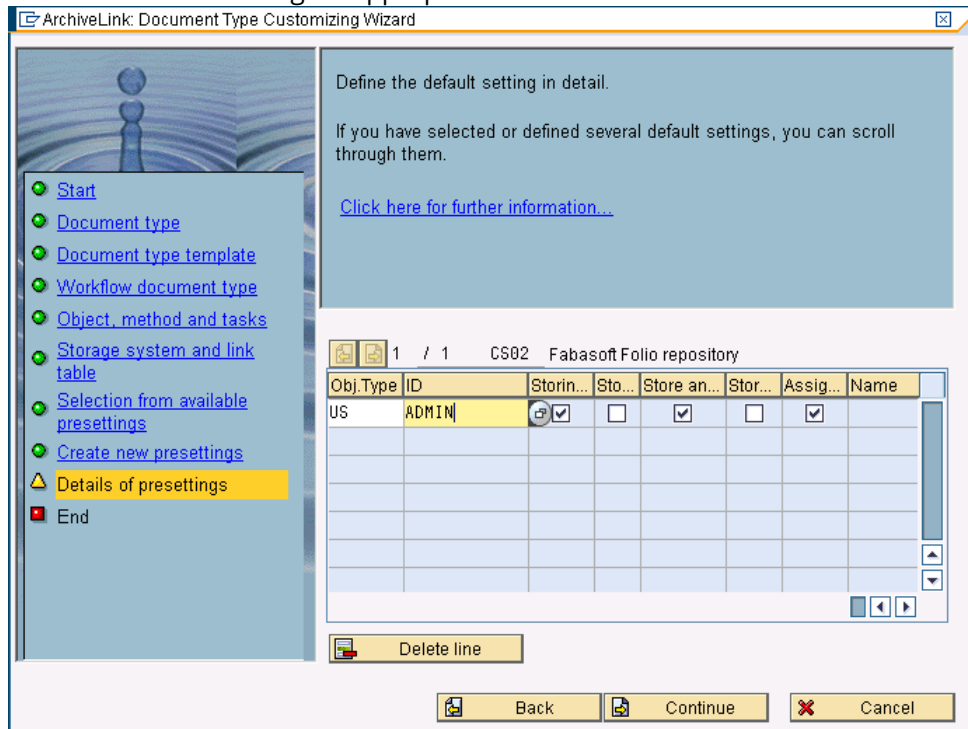 ArchiveLink: Document Type Customizing Wizard
Define the default setting in detail.
If you have selected or defined several default settings, you can scroll
through them.
Click here for further information...
Start
Document type
Document type template
Workflow document type
Object, method and tasks
Storage system and link
table
Selection from available
presettings
Create new presettings
Details of presettings
End
1 / 1 CS02 Fabasoft Folio repository
Obj.Type ID Storin... Sto... Store an... Stor... Assig... Name
US ADMIN
Delete line
Back Continue Cancel